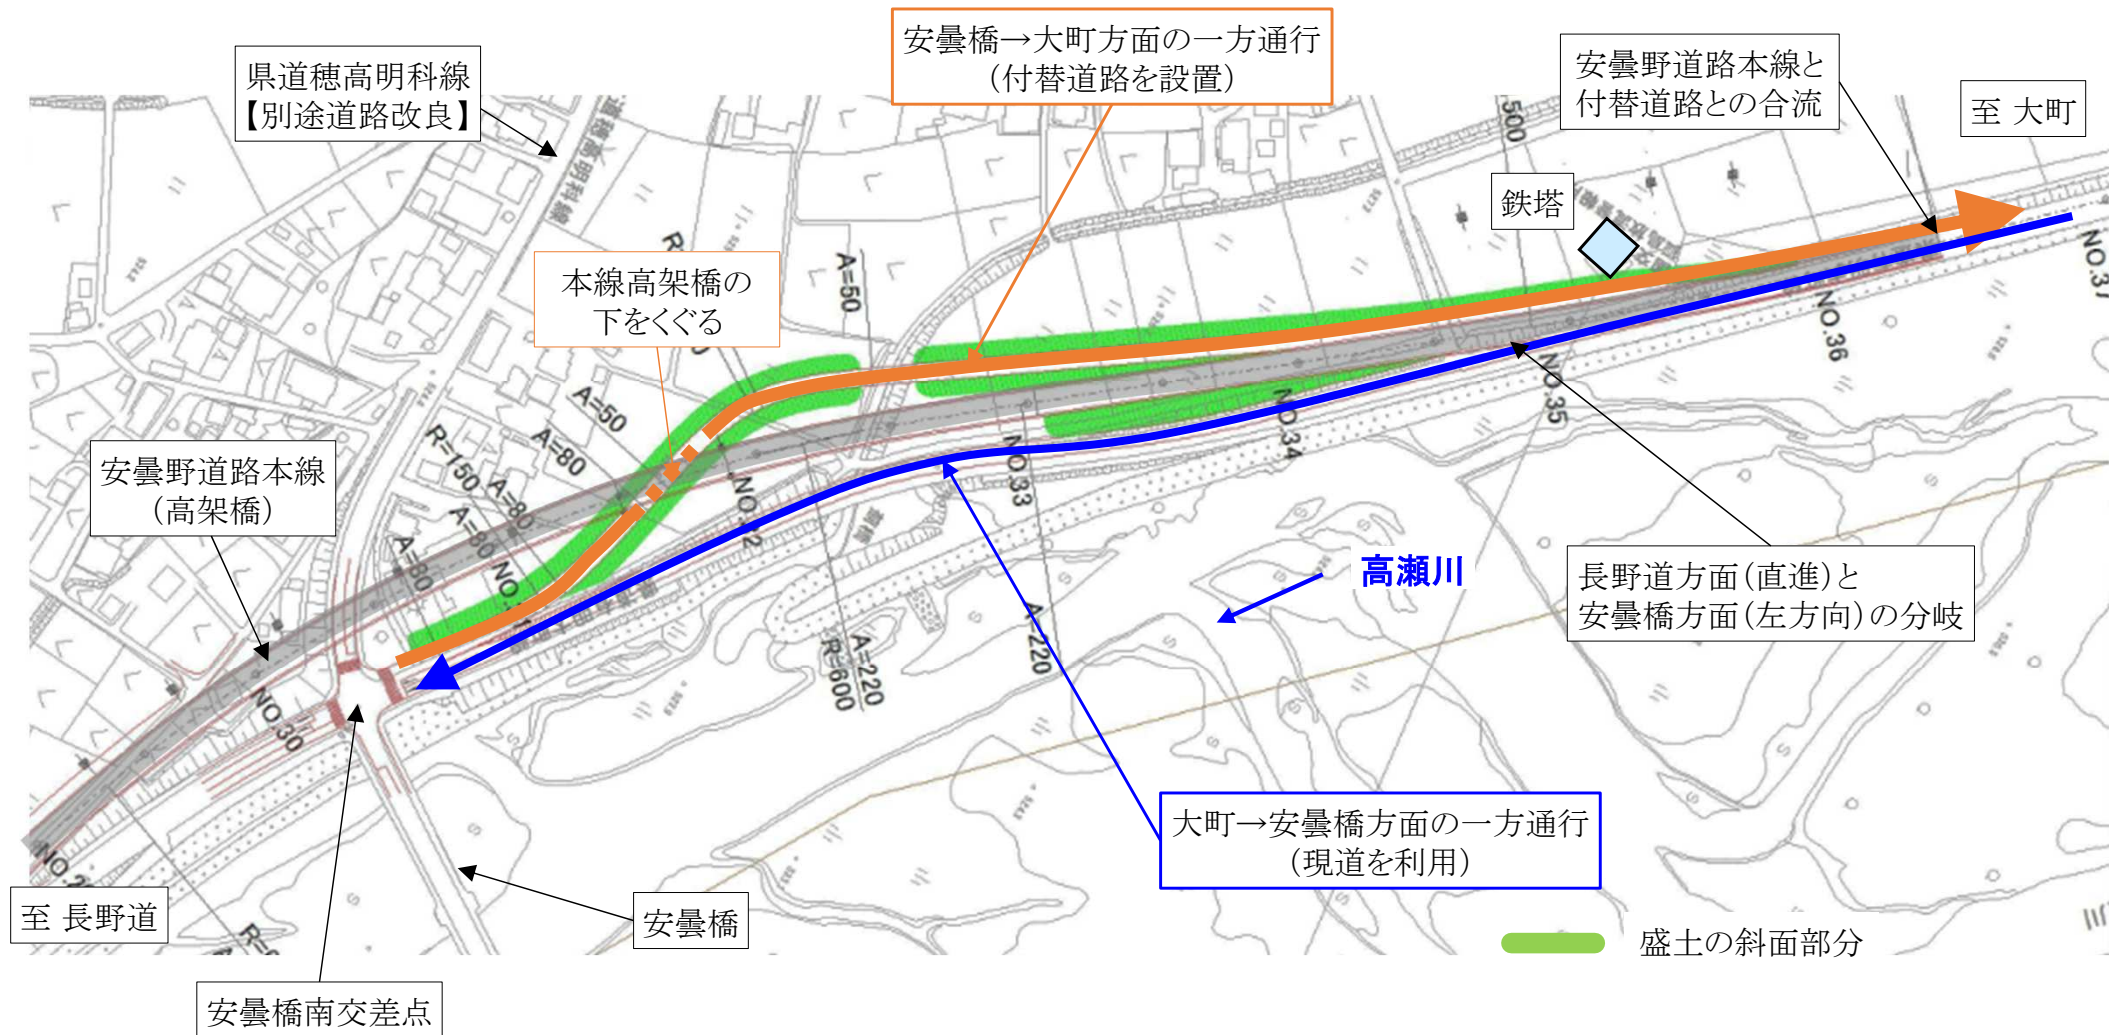 安曇橋→大町方面の一方通行
(付替道路を設置)
県道穂高明科線
【別途道路改良】
安曇野道路本線と
付替道路との合流
至 大町
鉄塔
本線高架橋の
下をくぐる
安曇野道路本線
(高架橋)
高瀬川
長野道方面(直進)と
安曇橋方面(左方向)の分岐
大町→安曇橋方面の一方通行
(現道を利用)
至 長野道
安曇橋
安曇橋南交差点
盛土の斜面部分
500
A=50
A=50
A=80
R=150
A=80
A=80
A=80
NO.30
NO.33
NO.34
NO.35
NO.36
NO.37
A=220
R=600
A=220